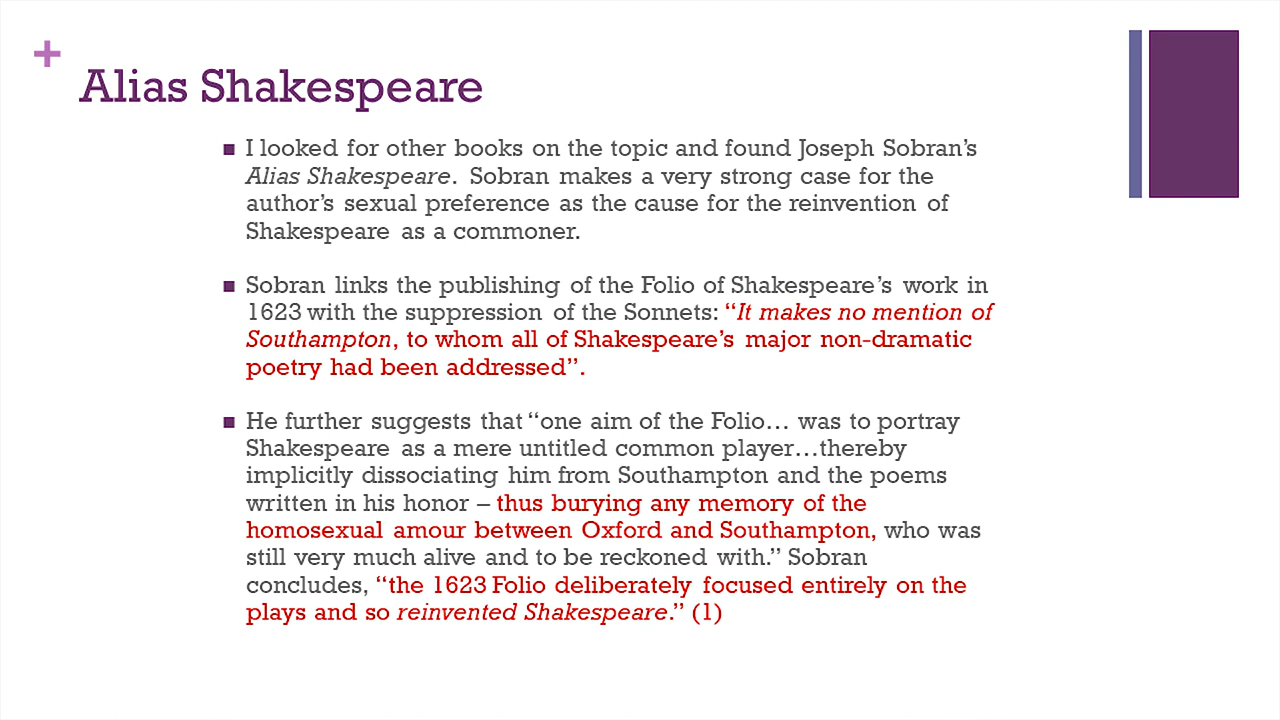 +
Alias Shakespeare
■ I looked for other books on the topic and found Joseph Sobran’s
Alias Shakespeare. Sobran makes a very strong case for the
author’s sexual preference as the cause for the reinvention of
Shakespeare as a commoner.
■ Sobran links the publishing of the Folio of Shakespeare’s work in
1623 with the suppression of the Sonnets: “It makes no mention of
Southampton, to whom all of Shakespeare’s major non-dramatic
poetry had been addressed”.
■ He further suggests that “one aim of the Folio… was to portray
Shakespeare as a mere untitled common player…thereby
implicitly dissociating him from Southampton and the poems
written in his honor – thus burying any memory of the
homosexual amour between Oxford and Southampton, who was
still very much alive and to be reckoned with.” Sobran
concludes, “the 1623 Folio deliberately focused entirely on the
plays and so reinvented Shakespeare.” (1)